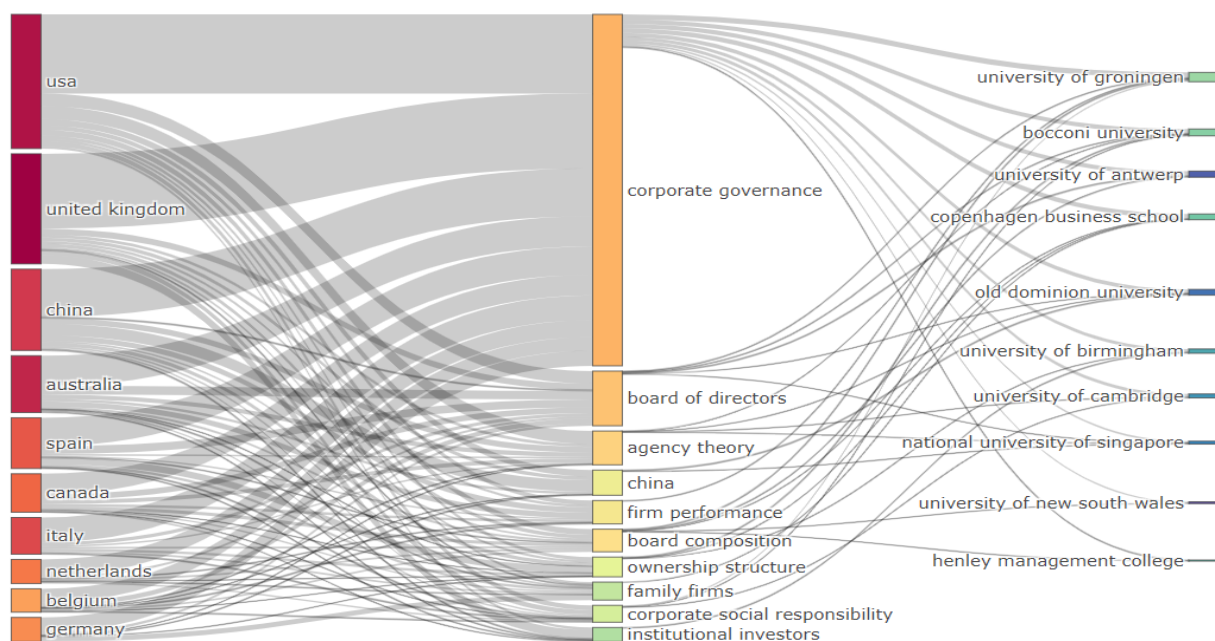 usa
united kingdom
china
australia
spain
canada
italy
netherlands
belgium
germany
corporate governance
board of directors
agency theory
china
firm performance
board composition
ownership structure
family firms
corporate social responsibility
institutional investors
university of groningen
bocconi university
university of antwerp
copenhagen business school
old dominion university
university of birmingham
university of cambridge
national university of singapore
university of new south wales
henley management college